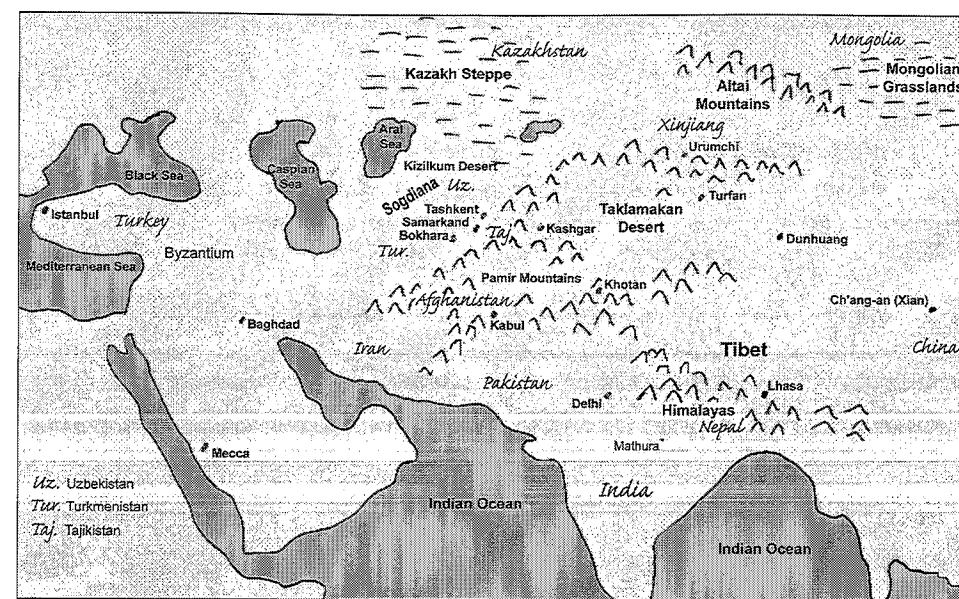 Kazakhstan
Mongolia
Kazakh Steppe
Mongolian
Grasslands
Altai
Mountains
Xinjiang
Urumchi
Aral
Sea
Kizilkum Desert
Black Sea
Caspian
Sea
Sogdiana
Uz.
Turfan
Istanbul
Turkey
Tashkent
Samarkand
Bokhara
Taj.
Kashgar
Taklamakan
Desert
Dunhuang
Byzantium
Tur.
Mediterranean Sea
Pamir Mountains
Khotan
Afghanistan
Ch'ang-an (Xian)
Baghdad
Kabul
Iran
Tibet
China
Pakistan
Lhasa
Delhi
Himalayas
Nepal
Mecca
Mathura
Uz. Uzbekistan
Tur. Turkmenistan
Taj. Tajikistan
India
Indian Ocean
Indian Ocean